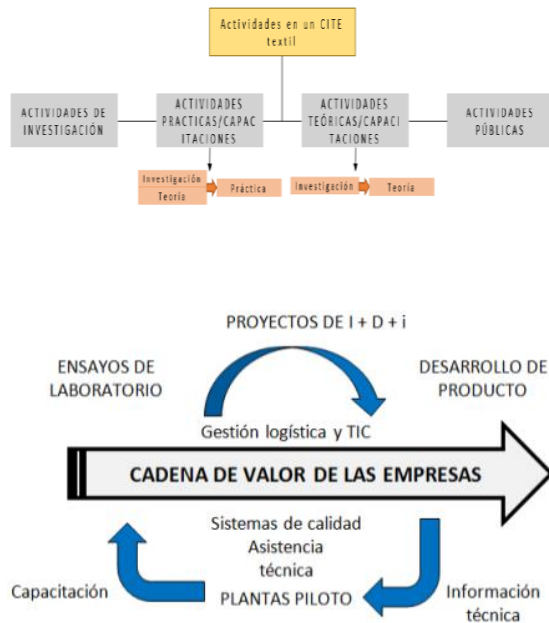 Actividades en un CITE
textil
ACTIVIDADES DE
INVESTIGACIÓN
ACTIVIDADES
PRACTICAS/CAPAC
ITACIONES
ACTIVIDADES
TEÓRICAS/CAPACI
TACIONES
ACTIVIDADES
PÚBLICAS
Investigación
Teoría
Práctica
Investigación
Teoría
PROYECTOS DE I + D + i
ENSAYOS DE
LABORATORIO
DESARROLLO DE
PRODUCTO
Gestión logística y TIC
CADENA DE VALOR DE LAS EMPRESAS
Sistemas de calidad
Asistencia
técnica
Capacitación
PLANTAS PILOTO
Información
técnica